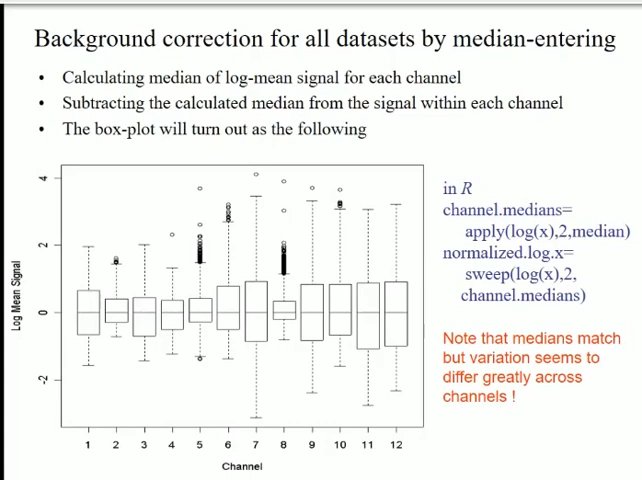 Background correction for all datasets by median-entering
• Calculating median of log-mean signal for each channel
• Subtracting the calculated median from the signal within each channel
• The box-plot will turn out as the following
in R
channel.medians=
apply(log(x),2,median)
normalized.log.x=
sweep(log(x),2,
channel.medians)
Note that medians match
but variation seems to
differ greatly across
channels !
Log Mean Signal
4
2
0
-2
1 2 3 4 5 6 7 8 9 10 11 12
Channel